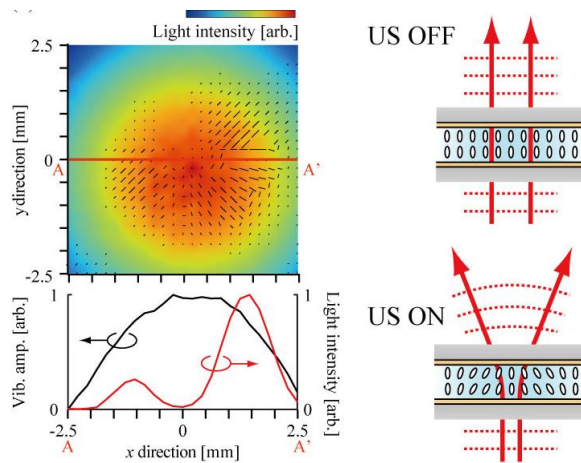 Light intensity [arb.]
2.5
0
-2.5
y direction [mm]
A
A'
1
0
Vib. amp. [arb.]
1
0
Light intensity [arb.]
-2.5
0
2.5
A
x direction [mm]
A'
US OFF
US ON